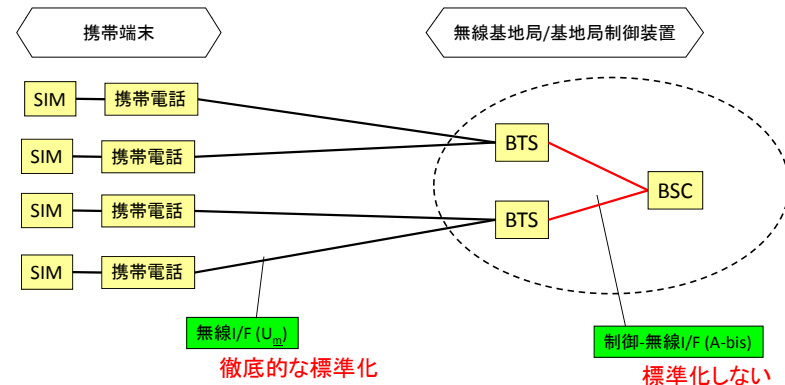 携帯端末
無線基地局/基地局制御装置
SIM 携帯電話
SIM 携帯電話
BTS
SIM 携帯電話
BSC
BTS
SIM 携帯電話
無線I/F (Um)
制御-無線I/F (A-bis)
徹底的な標準化
標準化しない